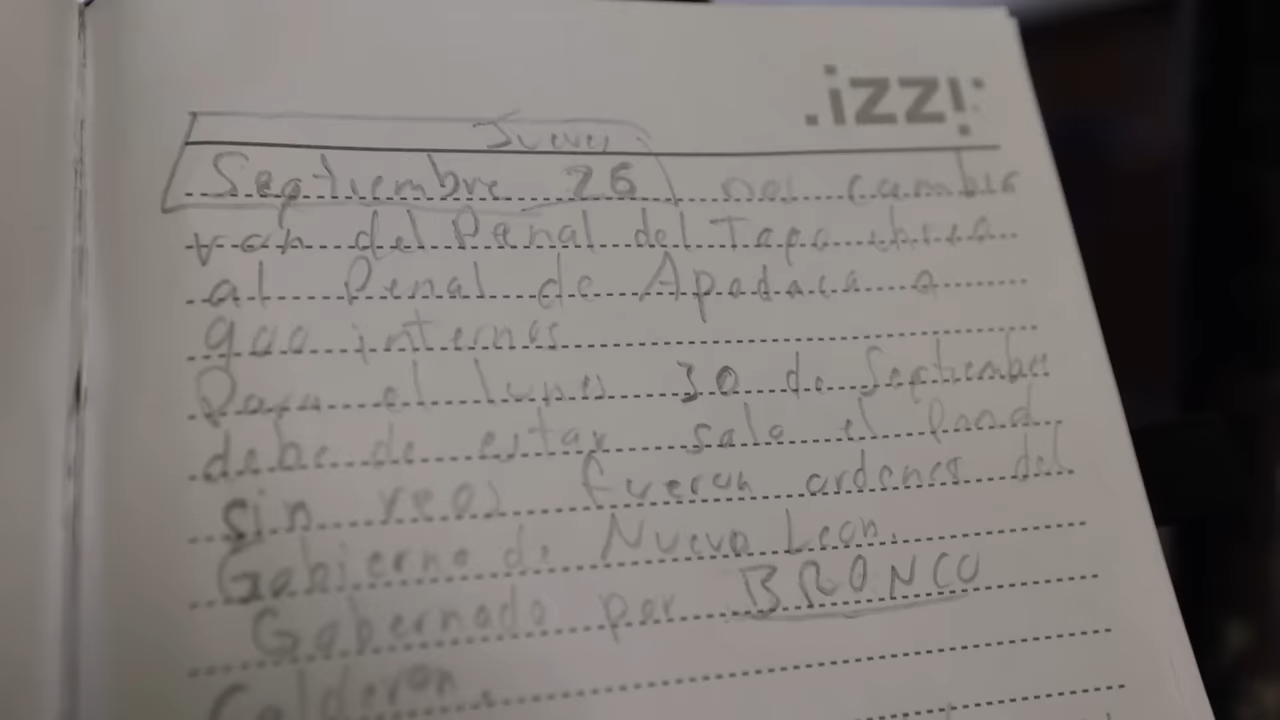 .izz!:
Jueves
Septiembre 26 nos cambia
ron del Penal del Topo chico
al Penal de Apodaca a
900 internos
Para el lunes 30 de Septiembre
debe de estar solo el Penal
sin reos fueron ordenes del
Gobierno de Nuevo Leon.
Gobernado por BRONCO
Calderon.